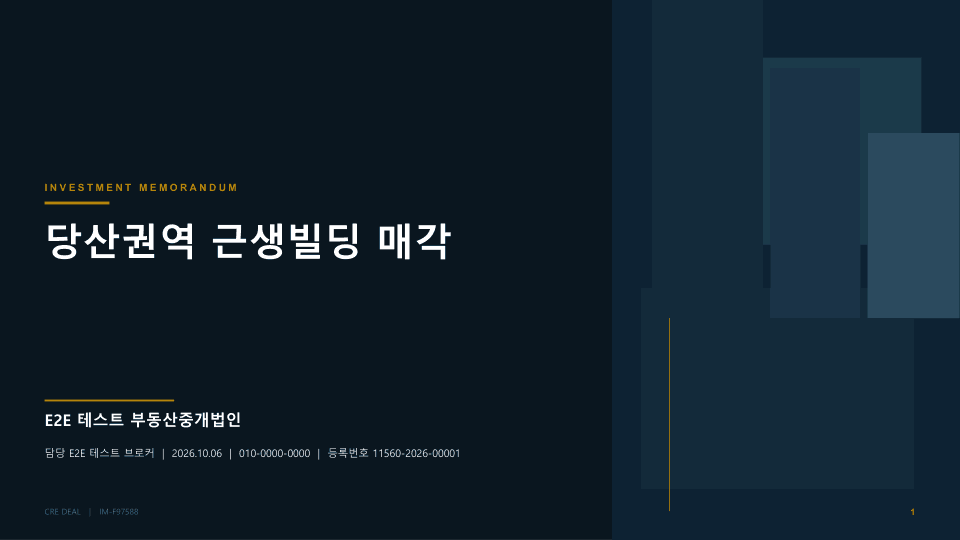 INVESTMENT MEMORANDUM
당산권역 근생빌딩 매각
E2E 테스트 부동산중개법인
담당 E2E 테스트 브로커 | 2026.10.06 | 010-0000-0000 | 등록번호 11560-2026-00001
CRE DEAL | IM-F97588
1